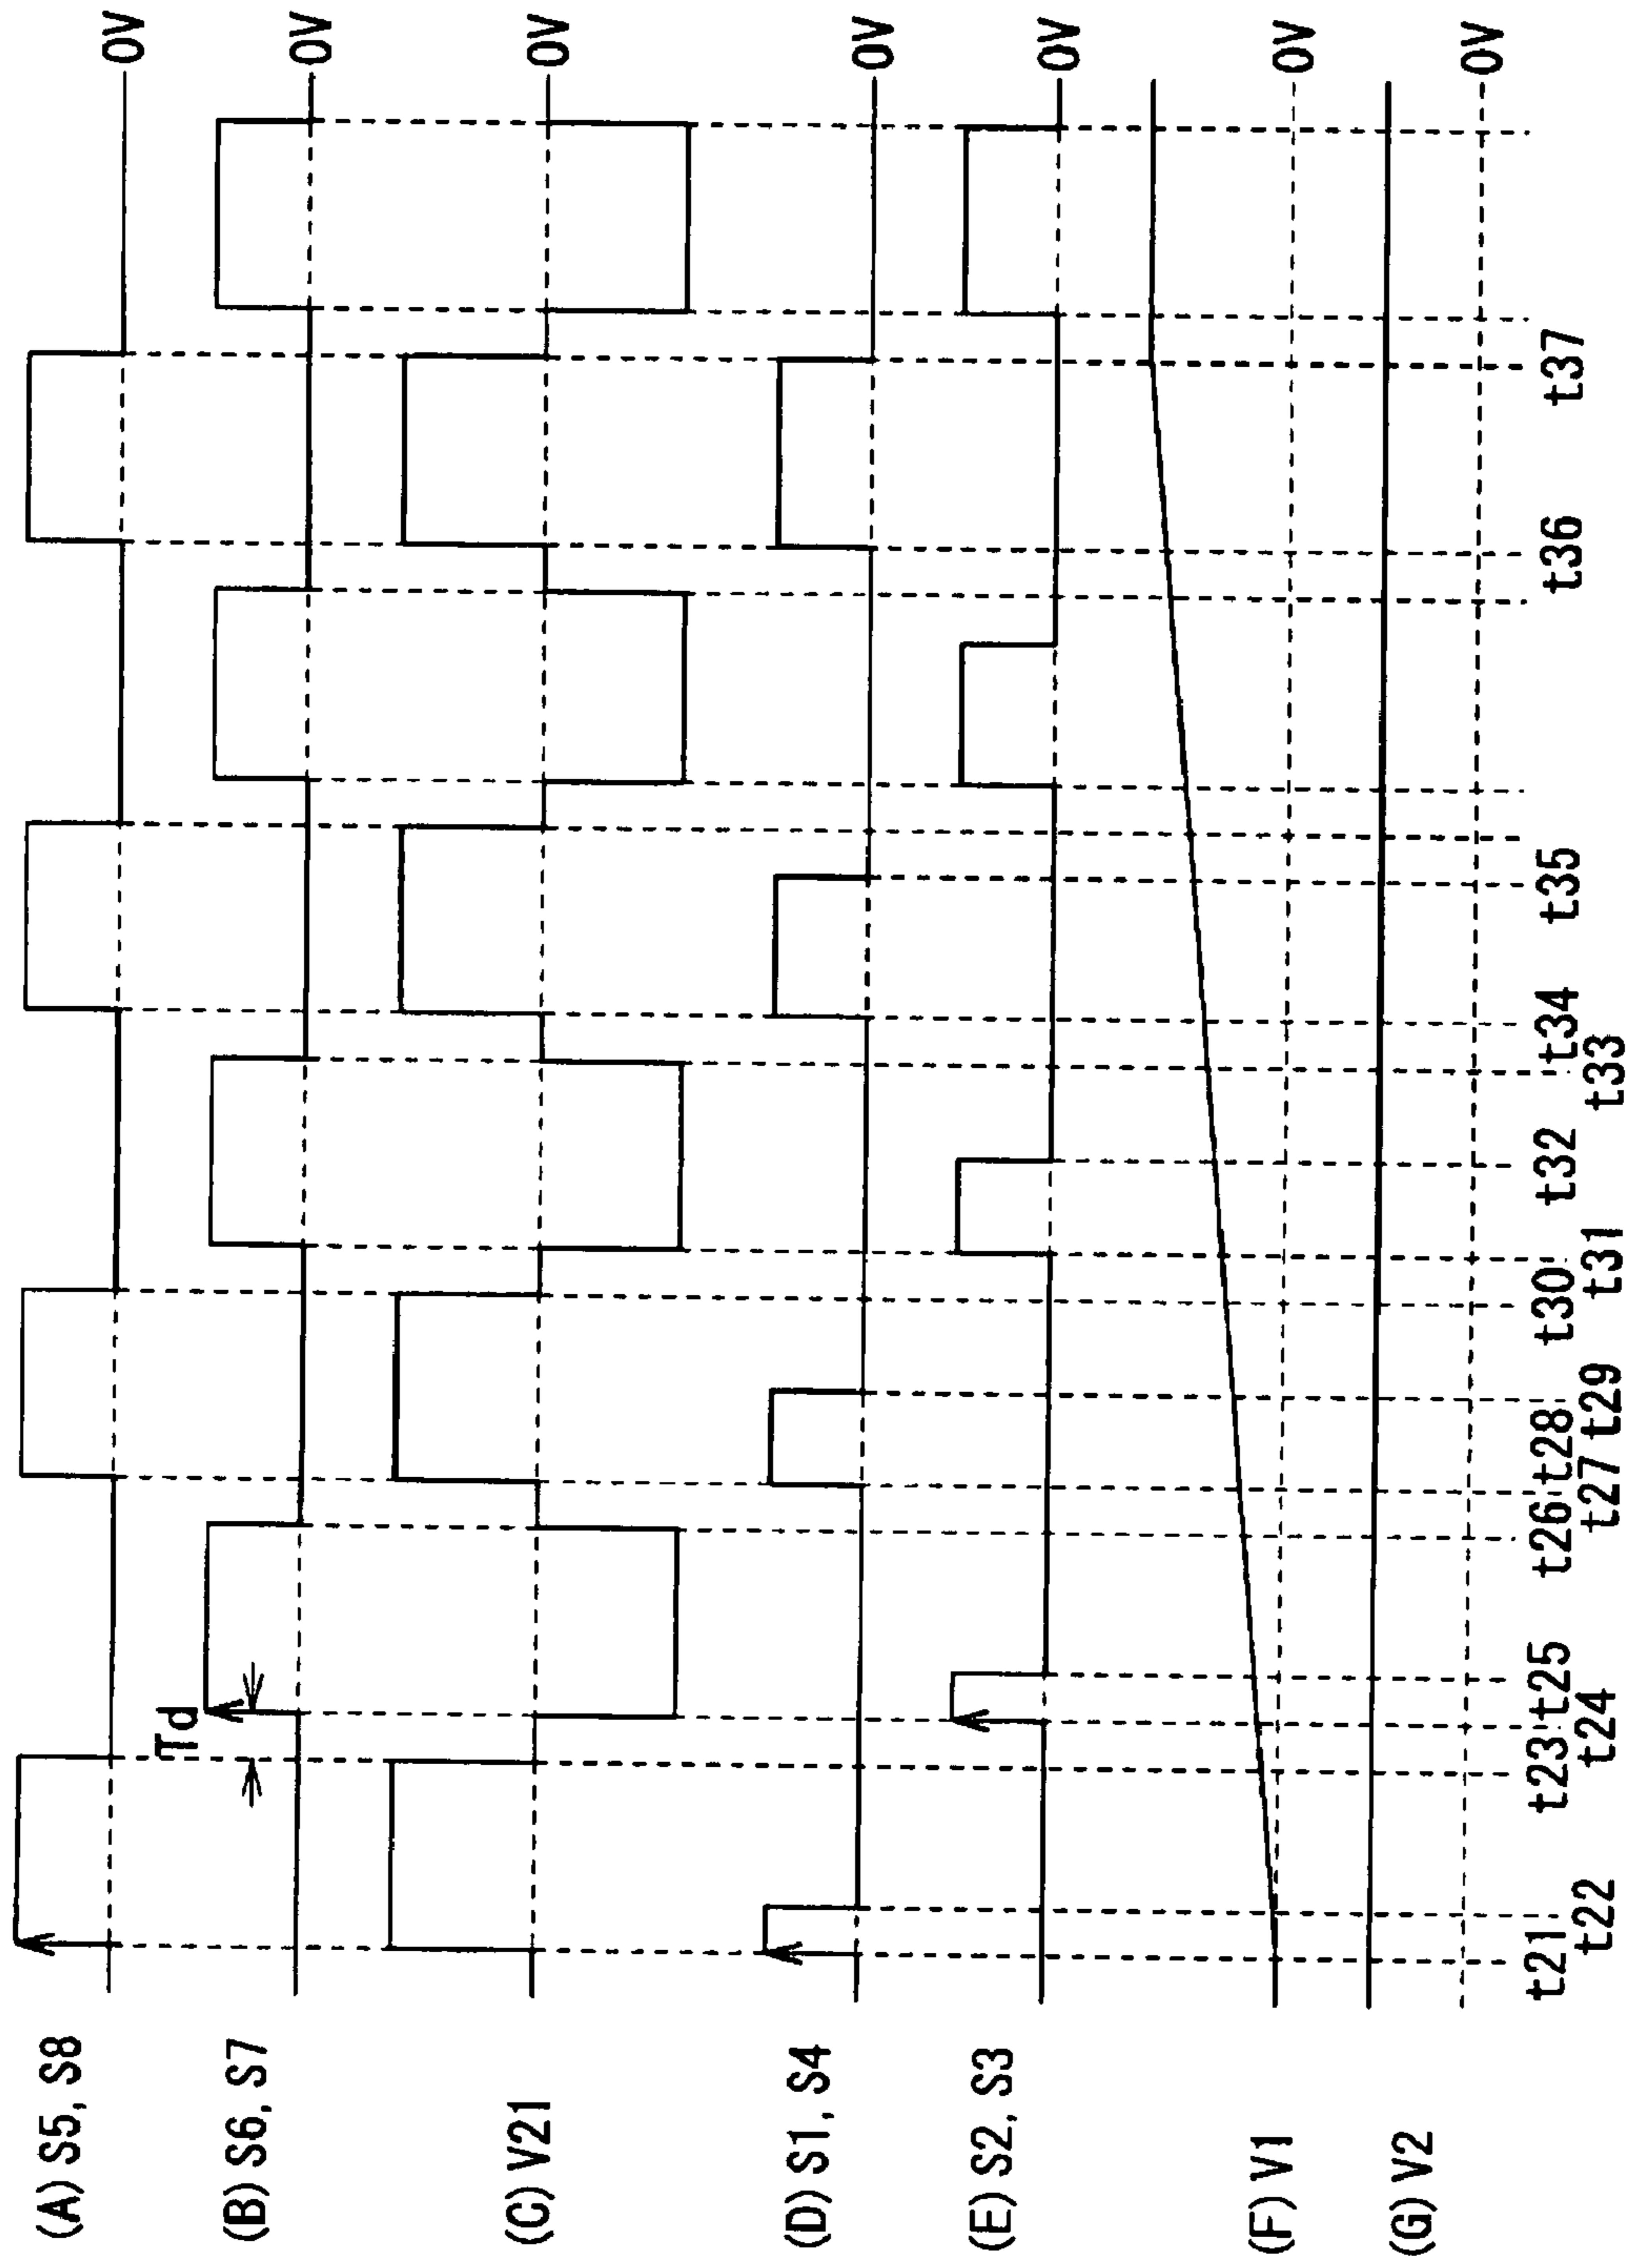 (A) S5, S8
0V
Td
(B) S6, S7
0V
(C) V21
0V
(D) S1, S4
0V
(E) S2, S3
0V
(F) V1
0V
(G) V2
0V
t21
t22
t23
t24
t25
t26
t27
t28
t29
t30
t31
t32
t33
t34
t35
t36
t37